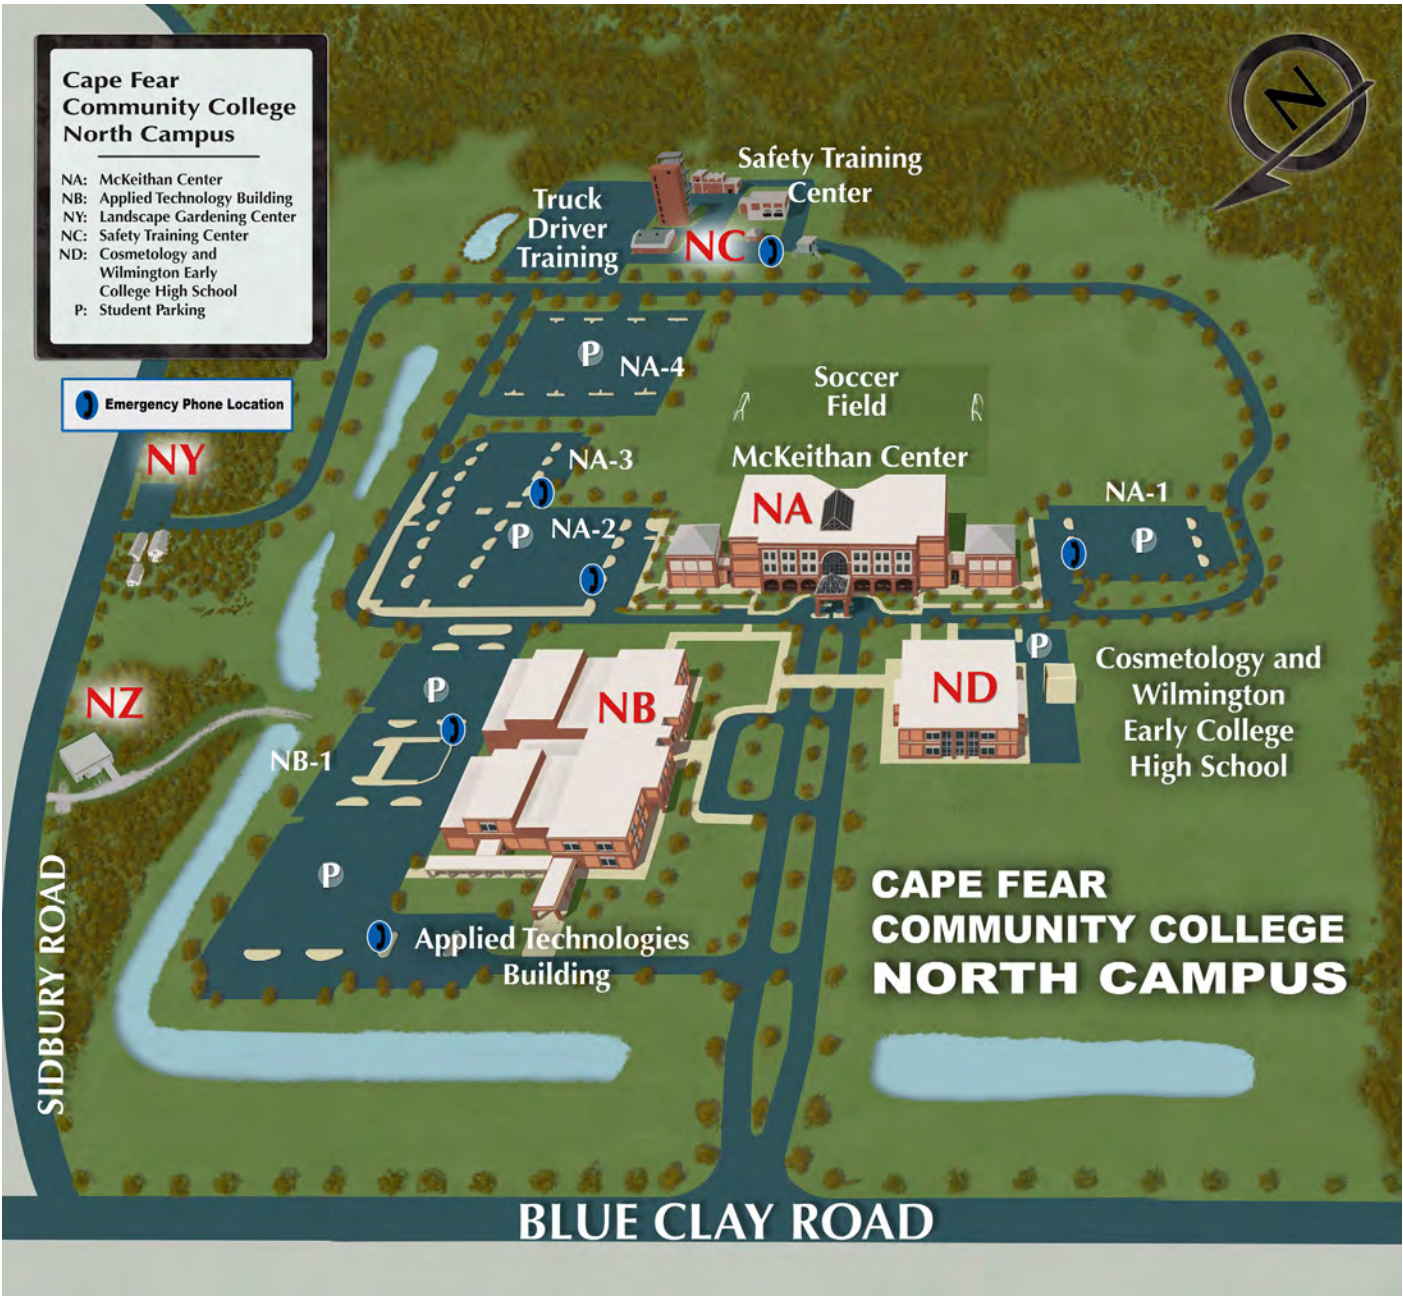 Cape Fear
Community College
North Campus
NA: McKeithan Center
NB: Applied Technology Building
NY: Landscape Gardening Center
NC: Safety Training Center
ND: Cosmetology and
Wilmington Early
College High School
P: Student Parking
Emergency Phone Location
N
Safety Training
Center
Truck
Driver
Training
NC
P
NA-4
Soccer
Field
NY
NA-3
McKeithan Center
NA
NA-1
P
NA-2
P
P
Cosmetology and
Wilmington
Early College
High School
ND
NZ
P
NB
NB-1
P
CAPE FEAR
COMMUNITY COLLEGE
NORTH CAMPUS
Applied Technologies
Building
SIDBURY ROAD
BLUE CLAY ROAD